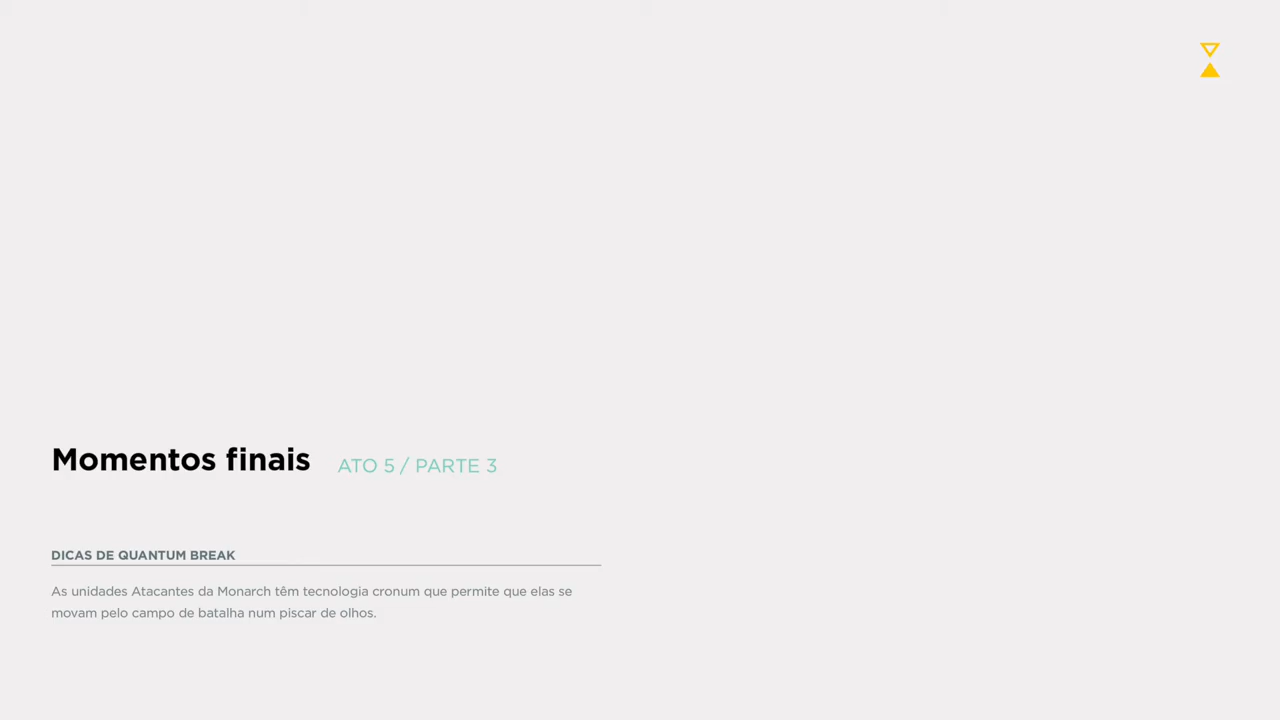 Momentos finais ATO 5 / PARTE 3
DICAS DE QUANTUM BREAK
As unidades Atacantes da Monarch têm tecnologia cronum que permite que elas se
movam pelo campo de batalha num piscar de olhos.